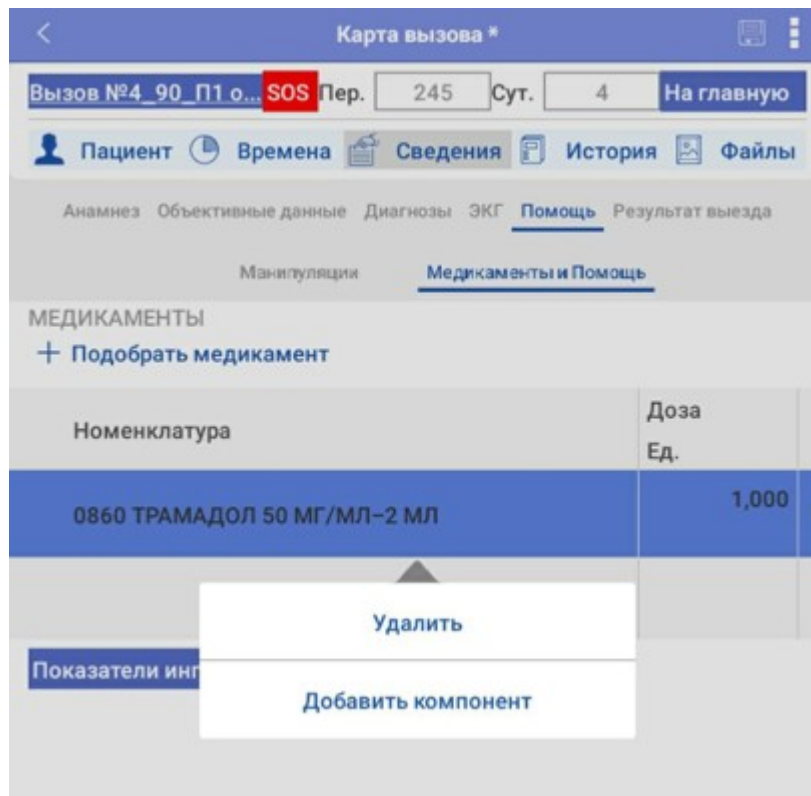 Карта вызова *
Вызов №4_90_П1 о... SOS Пер. 245 Сут. 4 На главную
Пациент Времена Сведения История Файлы
Анамнез Объективные данные Диагнозы ЭКГ Помощь Результат выезда
Манипуляции Медикаменты и Помощь
МЕДИКАМЕНТЫ
+ Подобрать медикамент
Номенклатура Доза
Ед.
0860 ТРАМАДОЛ 50 МГ/МЛ–2 МЛ 1,000
Удалить
Показатели инг
Добавить компонент